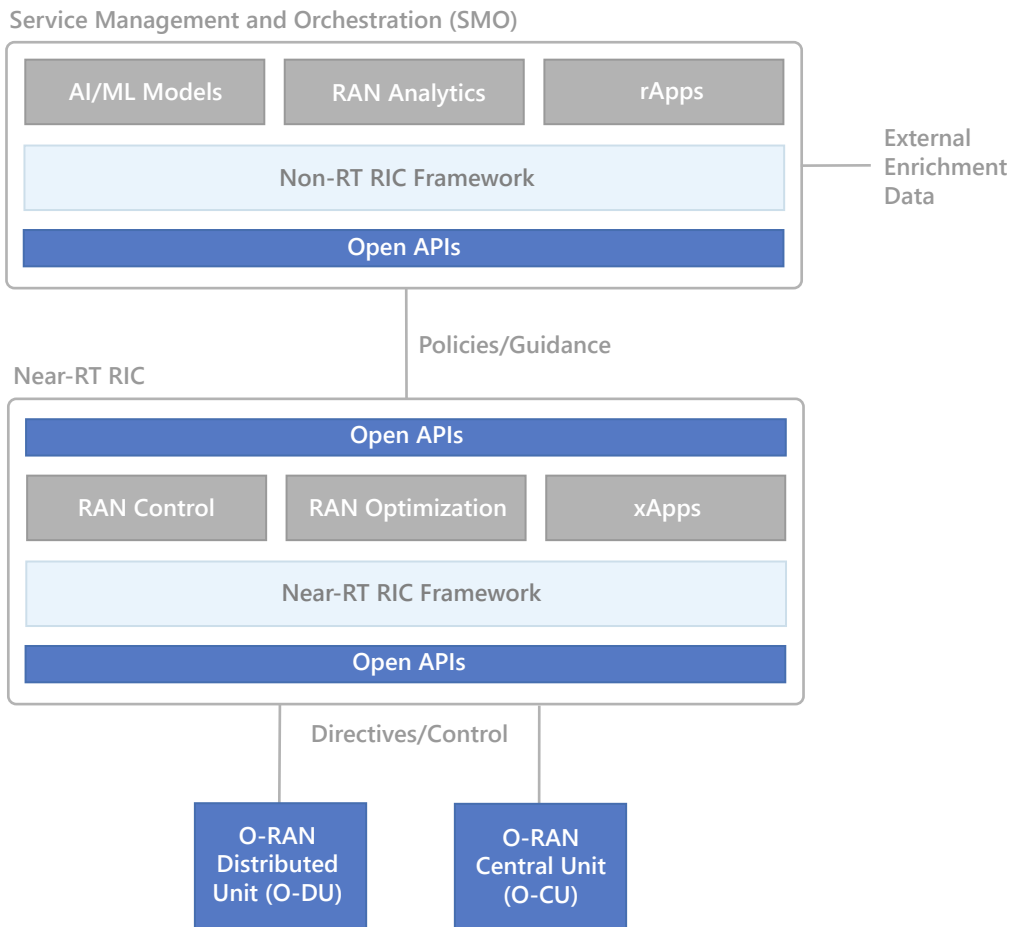 Service Management and Orchestration (SMO)
AI/ML Models
RAN Analytics
rApps
Non-RT RIC Framework
Open APIs
External
Enrichment
Data
Policies/Guidance
Near-RT RIC
Open APIs
RAN Control
RAN Optimization
xApps
Near-RT RIC Framework
Open APIs
Directives/Control
O-RAN
Distributed
Unit (O-DU)
O-RAN
Central Unit
(O-CU)